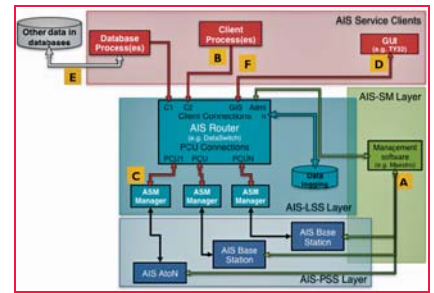 AIS Service Clients
Other data in
databases
Database
Process(es)
Client
Process(es)
GUI
(e.g. TY32)
B
F
E
D
AIS-SM Layer
C1
C2
GIS
Admi
n
Client Connections
AIS Router
(e.g. DataSwitch)
PCU Connections
PCU1
PCU
PCUN
Management
software
(e.g. Maestro)
Data
logging
A
C
ASM
Manager
ASM
Manager
ASM
Manager
AIS-LSS Layer
AIS Base
Station
AIS Base
Station
AIS AtoN
AIS-PSS Layer